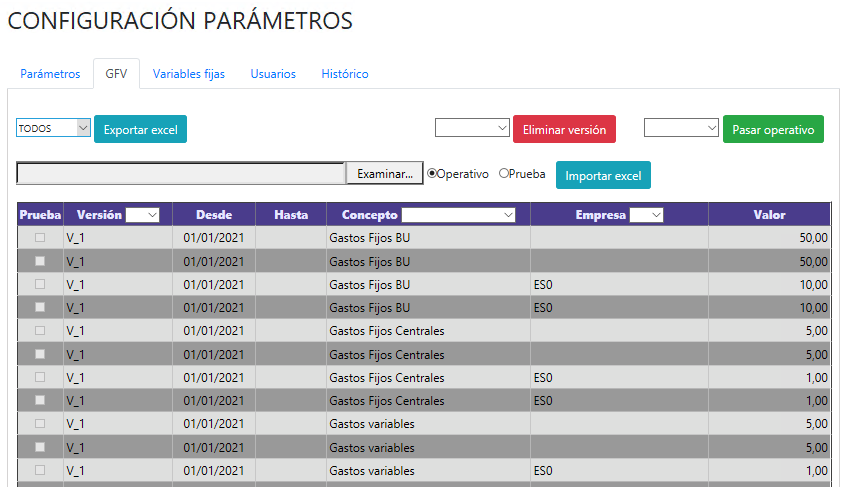 CONFIGURACIÓN PARÁMETROS
Parámetros GFV Variables fijas Usuarios Histórico
TODOS Exportar excel Eliminar versión Pasar operativo
Examinar... Operativo Prueba Importar excel
Prueba Versión Desde Hasta Concepto Empresa Valor
V_1 01/01/2021 Gastos Fijos BU 50,00
V_1 01/01/2021 Gastos Fijos BU 50,00
V_1 01/01/2021 Gastos Fijos BU ES0 10,00
V_1 01/01/2021 Gastos Fijos BU ES0 10,00
V_1 01/01/2021 Gastos Fijos Centrales 5,00
V_1 01/01/2021 Gastos Fijos Centrales 5,00
V_1 01/01/2021 Gastos Fijos Centrales ES0 1,00
V_1 01/01/2021 Gastos Fijos Centrales ES0 1,00
V_1 01/01/2021 Gastos variables 5,00
V_1 01/01/2021 Gastos variables 5,00
V_1 01/01/2021 Gastos variables ES0 1,00